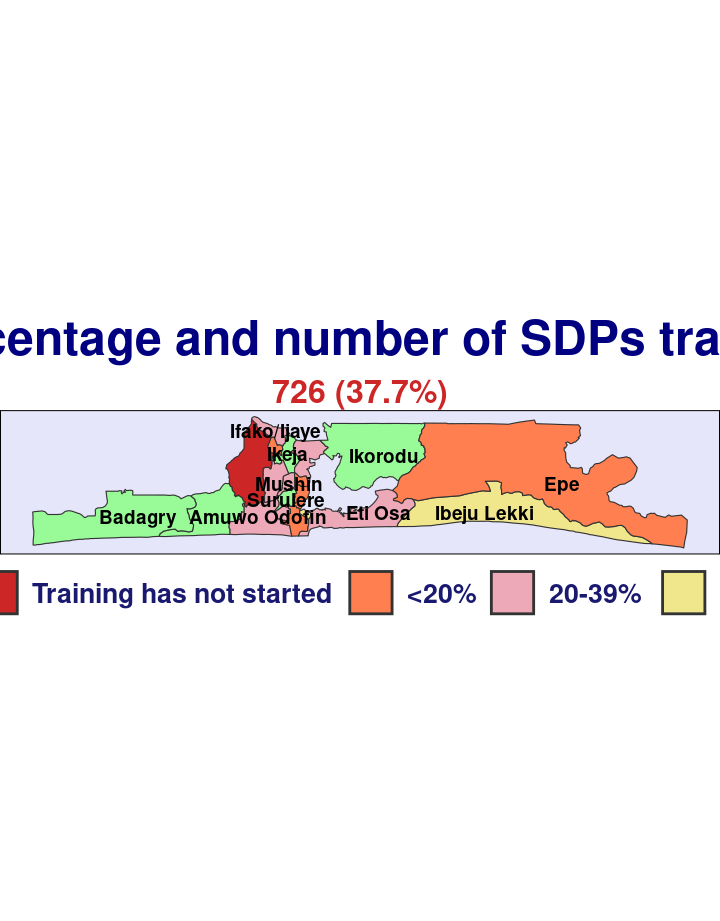 centage and number of SDPs tra
726 (37.7%)
Ifako/Ijaye
Ikeja
Ikorodu
Mushin
Epe
Surulere
Badagry
Amuwo Odofin
Eti Osa
Ibeju Lekki
Training has not started
<20%
20-39%